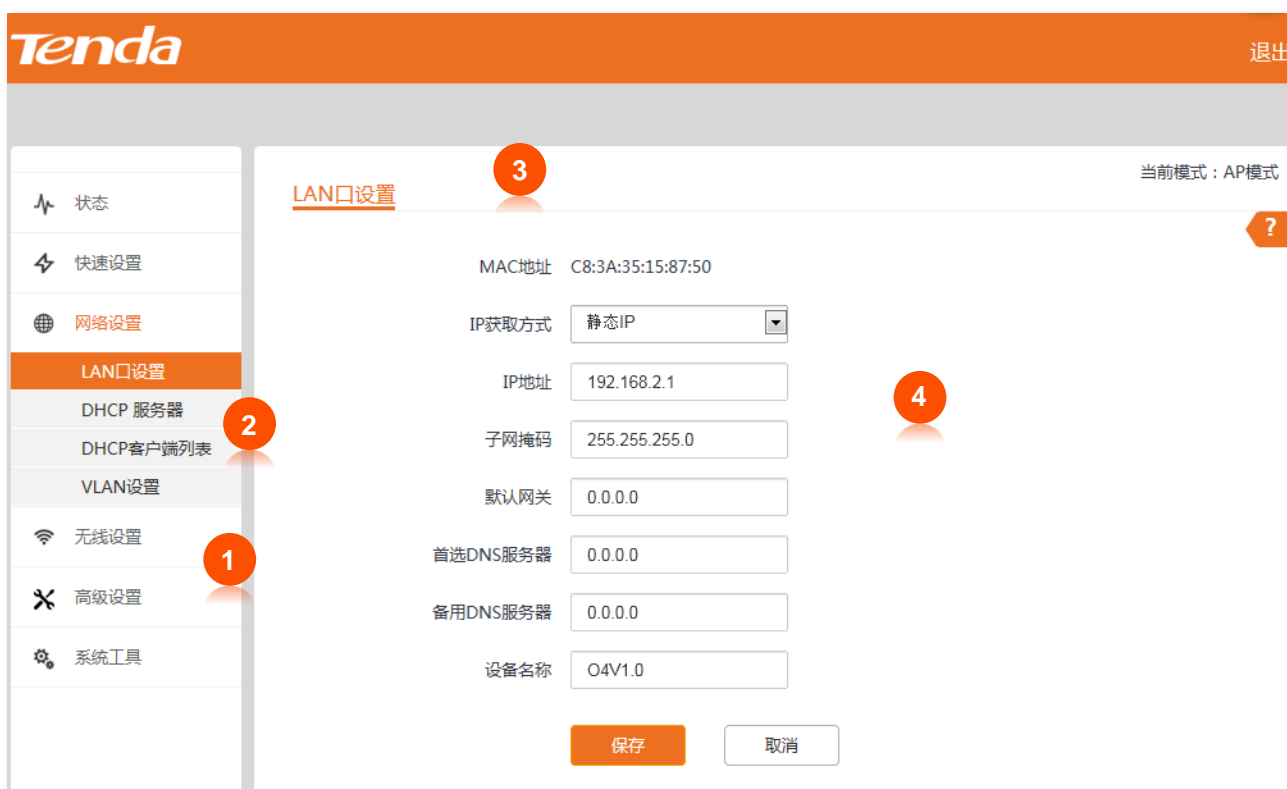 Tenda
退出
3
当前模式：AP模式
LAN口设置
?
状态
快速设置
网络设置
LAN口设置
DHCP 服务器
2
DHCP客户端列表
VLAN设置
无线设置
1
高级设置
系统工具
MAC地址 C8:3A:35:15:87:50
IP获取方式 静态IP
IP地址 192.168.2.1
4
子网掩码 255.255.255.0
默认网关 0.0.0.0
首选DNS服务器 0.0.0.0
备用DNS服务器 0.0.0.0
设备名称 O4V1.0
保存 取消